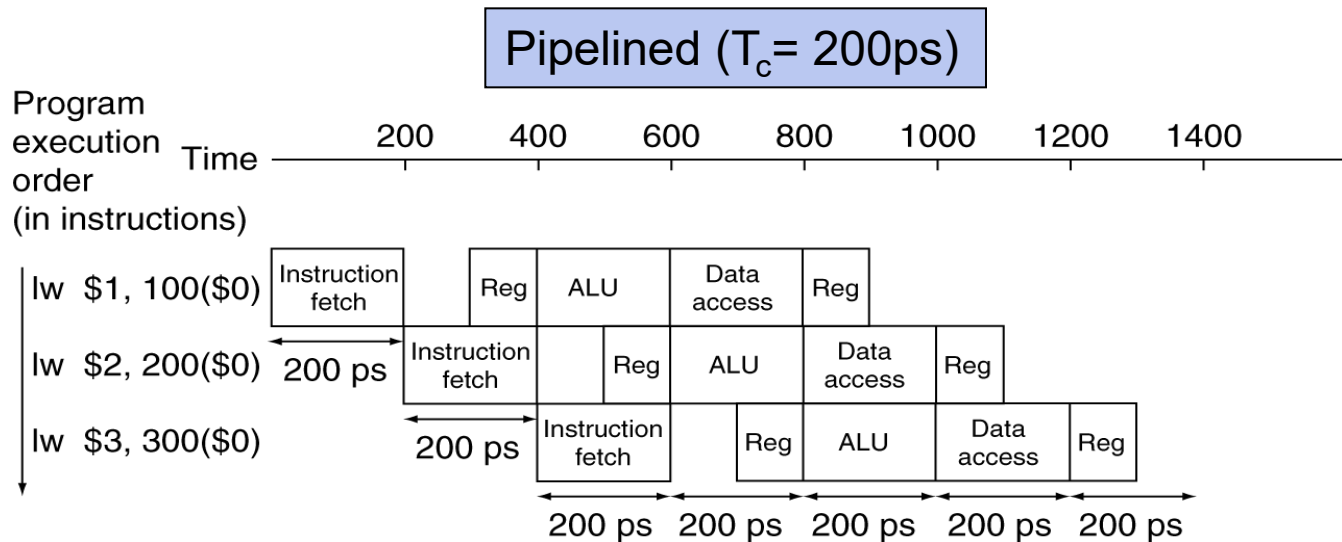 Pipelined (Tc= 200ps)
Program
execution
order
(in instructions)
Time
200 400 600 800 1000 1200 1400
lw $1, 100($0)
Instruction
fetch
Reg
ALU
Data
access
Reg
lw $2, 200($0)
200 ps
Instruction
fetch
Reg
ALU
Data
access
Reg
lw $3, 300($0)
200 ps
Instruction
fetch
Reg
ALU
Data
access
Reg
200 ps 200 ps 200 ps 200 ps 200 ps